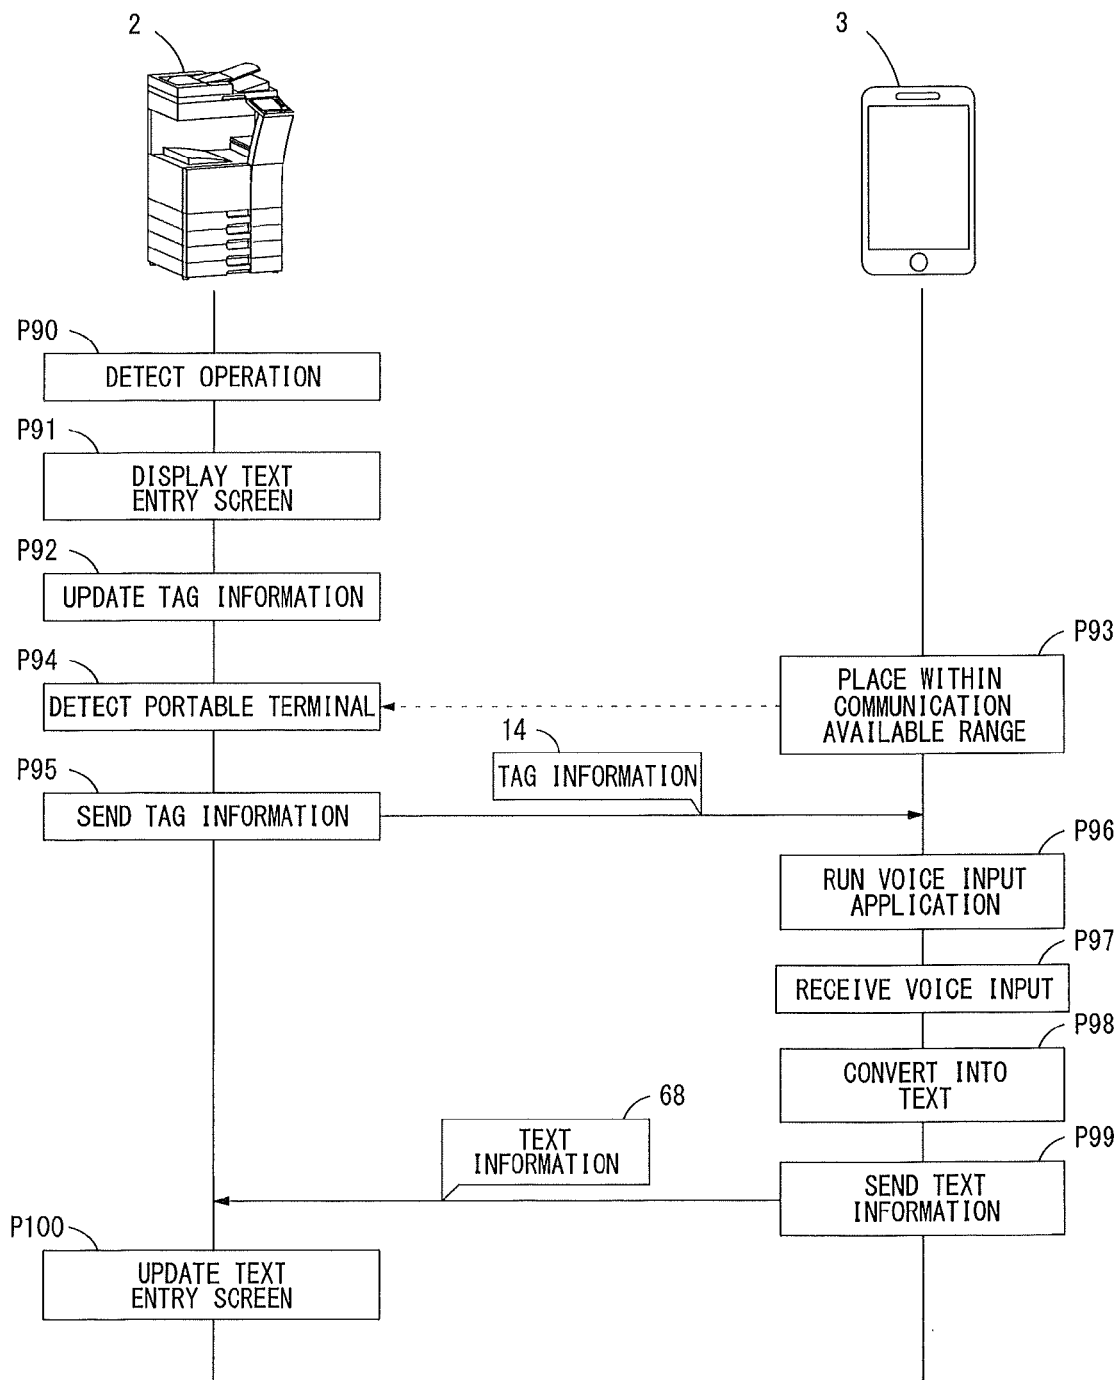 2
3
P90
DETECT OPERATION
P91
DISPLAY TEXT
ENTRY SCREEN
P92
UPDATE TAG INFORMATION
P93
PLACE WITHIN
COMMUNICATION
AVAILABLE RANGE
P94
DETECT PORTABLE TERMINAL
14
TAG INFORMATION
P95
SEND TAG INFORMATION
P96
RUN VOICE INPUT
APPLICATION
P97
RECEIVE VOICE INPUT
P98
CONVERT INTO
TEXT
68
TEXT
INFORMATION
P99
SEND TEXT
INFORMATION
P100
UPDATE TEXT
ENTRY SCREEN